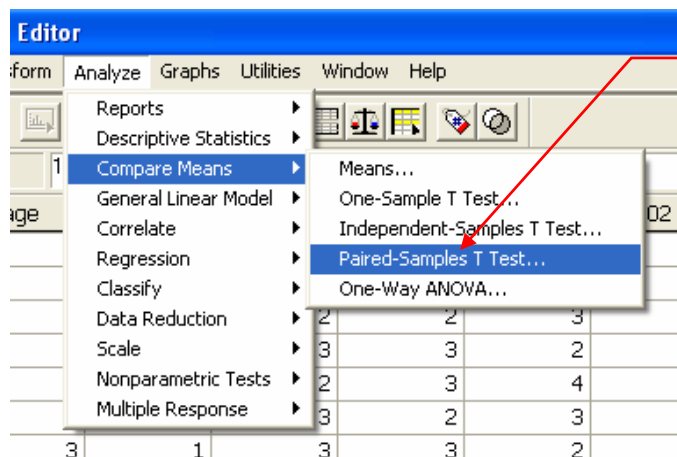 Editor
sform Analyze Graphs Utilities Window Help
Reports
Descriptive Statistics
Compare Means
General Linear Model
Correlate
Regression
Classify
Data Reduction
Scale
Nonparametric Tests
Multiple Response
Means...
One-Sample T Test...
Independent-Samples T Test...
Paired-Samples T Test...
One-Way ANOVA...
1
age
02
2 2 3
3 3 2
2 3 4
3 2 3
3 1 3 3 2